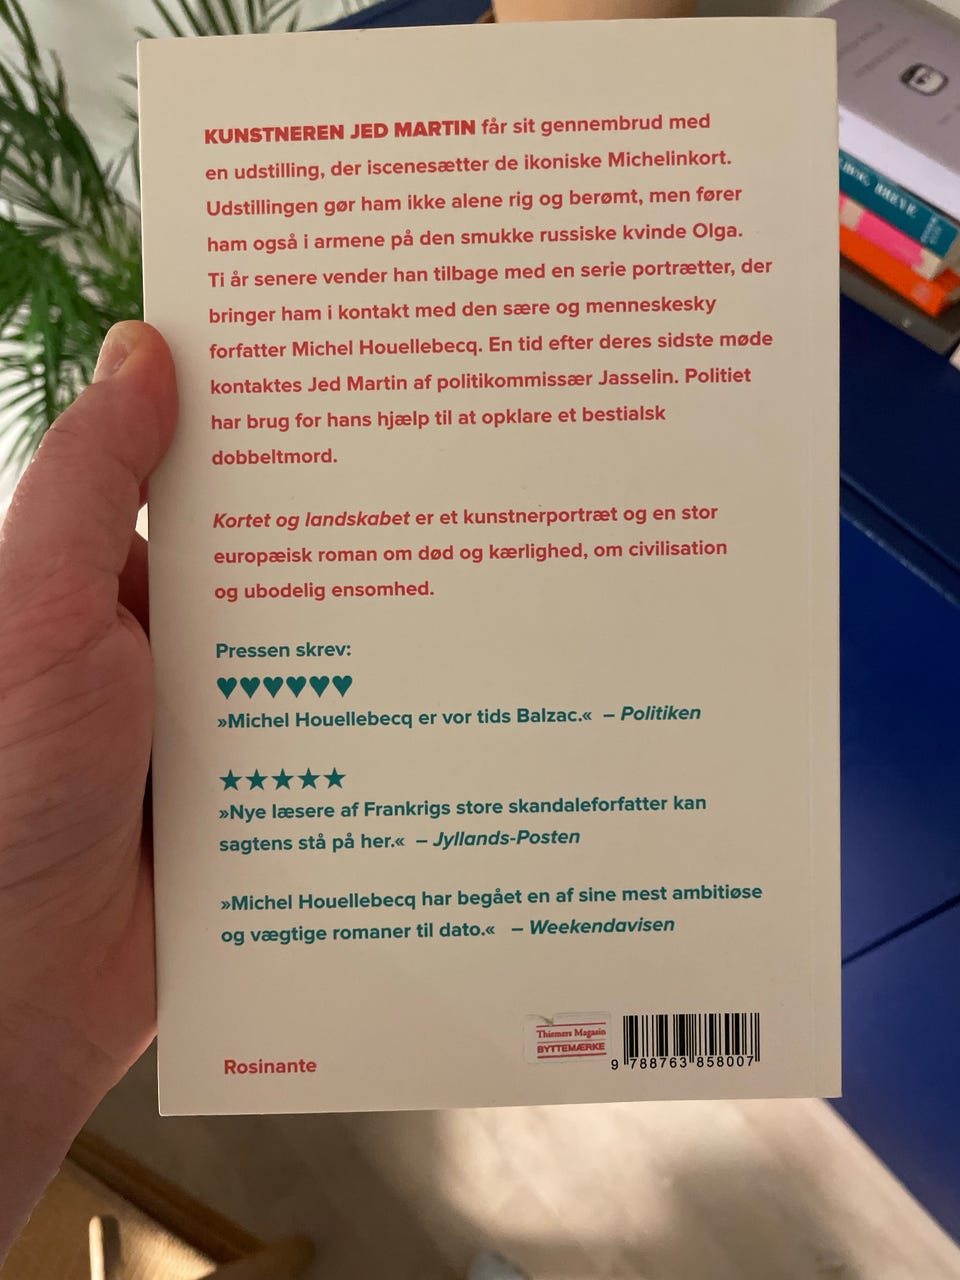 KUNSTNEREN JED MARTIN får sit gennembrud med
en udstilling, der iscenesætter de ikoniske Michelinkort.
Udstillingen gør ham ikke alene rig og berømt, men fører
ham også i armene på den smukke russiske kvinde Olga.
Ti år senere vender han tilbage med en serie portrætter, der
bringer ham i kontakt med den sære og menneskesky
forfatter Michel Houellebecq. En tid efter deres sidste møde
kontaktes Jed Martin af politikommissær Jasselin. Politiet
har brug for hans hjælp til at opklare et bestialsk
dobbeltmord.
Kortet og landskabet er et kunstnerportræt og en stor
europæisk roman om død og kærlighed, om civilisation
og ubodelig ensomhed.
Pressen skrev:
♥♥♥♥♥♥
»Michel Houellebecq er vor tids Balzac.« – Politiken
★★★★★
»Nye læsere af Frankrigs store skandaleforfatter kan
sagtens stå på her.« – Jyllands-Posten
»Michel Houellebecq har begået en af sine mest ambitiøse
og vægtige romaner til dato.« – Weekendavisen
Rosinante
Thiemers Magasin
BYTTEMÆRKE
9 788763 858007
BREVE